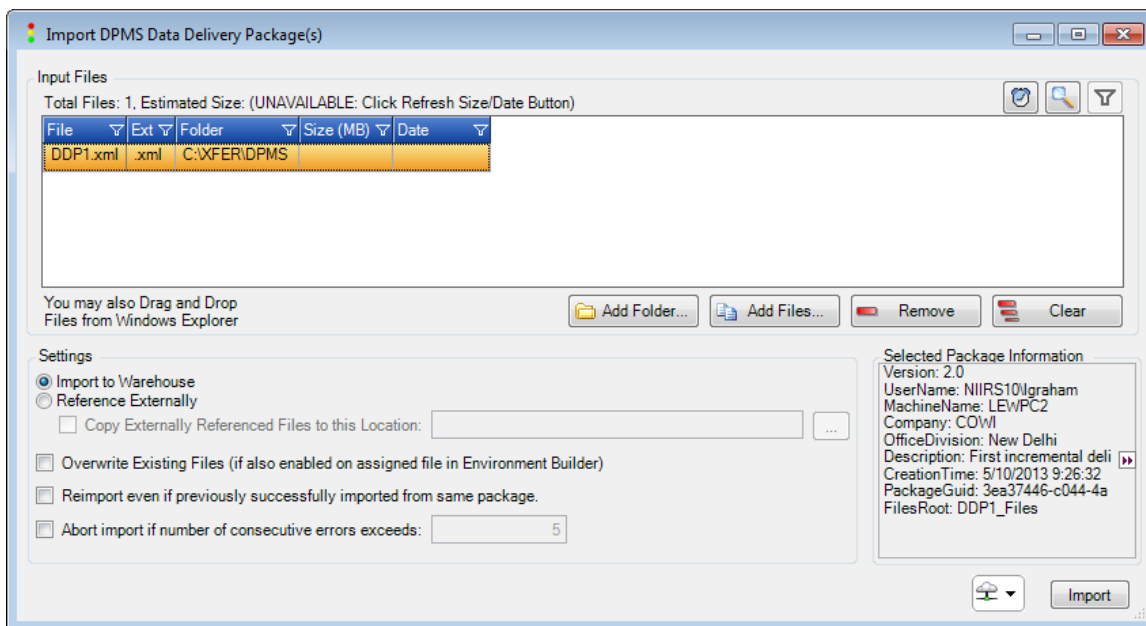 Import DPMS Data Delivery Package(s)
Input Files
Total Files: 1, Estimated Size: (UNAVAILABLE: Click Refresh Size/Date Button)
File Ext Folder Size (MB) Date
DDP1.xml .xml C:\XFER\DPMS
You may also Drag and Drop
Files from Windows Explorer
Add Folder... Add Files... Remove Clear
Settings
Import to Warehouse
Reference Externally
Copy Externally Referenced Files to this Location: ...
Overwrite Existing Files (if also enabled on assigned file in Environment Builder)
Reimport even if previously successfully imported from same package.
Abort import if number of consecutive errors exceeds: 5
Selected Package Information
Version: 2.0
UserName: NIIRS10\lgraham
MachineName: LEWPC2
Company: COWI
OfficeDivision: New Delhi
Description: First incremental deli
CreationTime: 5/10/2013 9:26:32
PackageGuid: 3ea37446-c044-4a
FilesRoot: DDP1_Files
Import